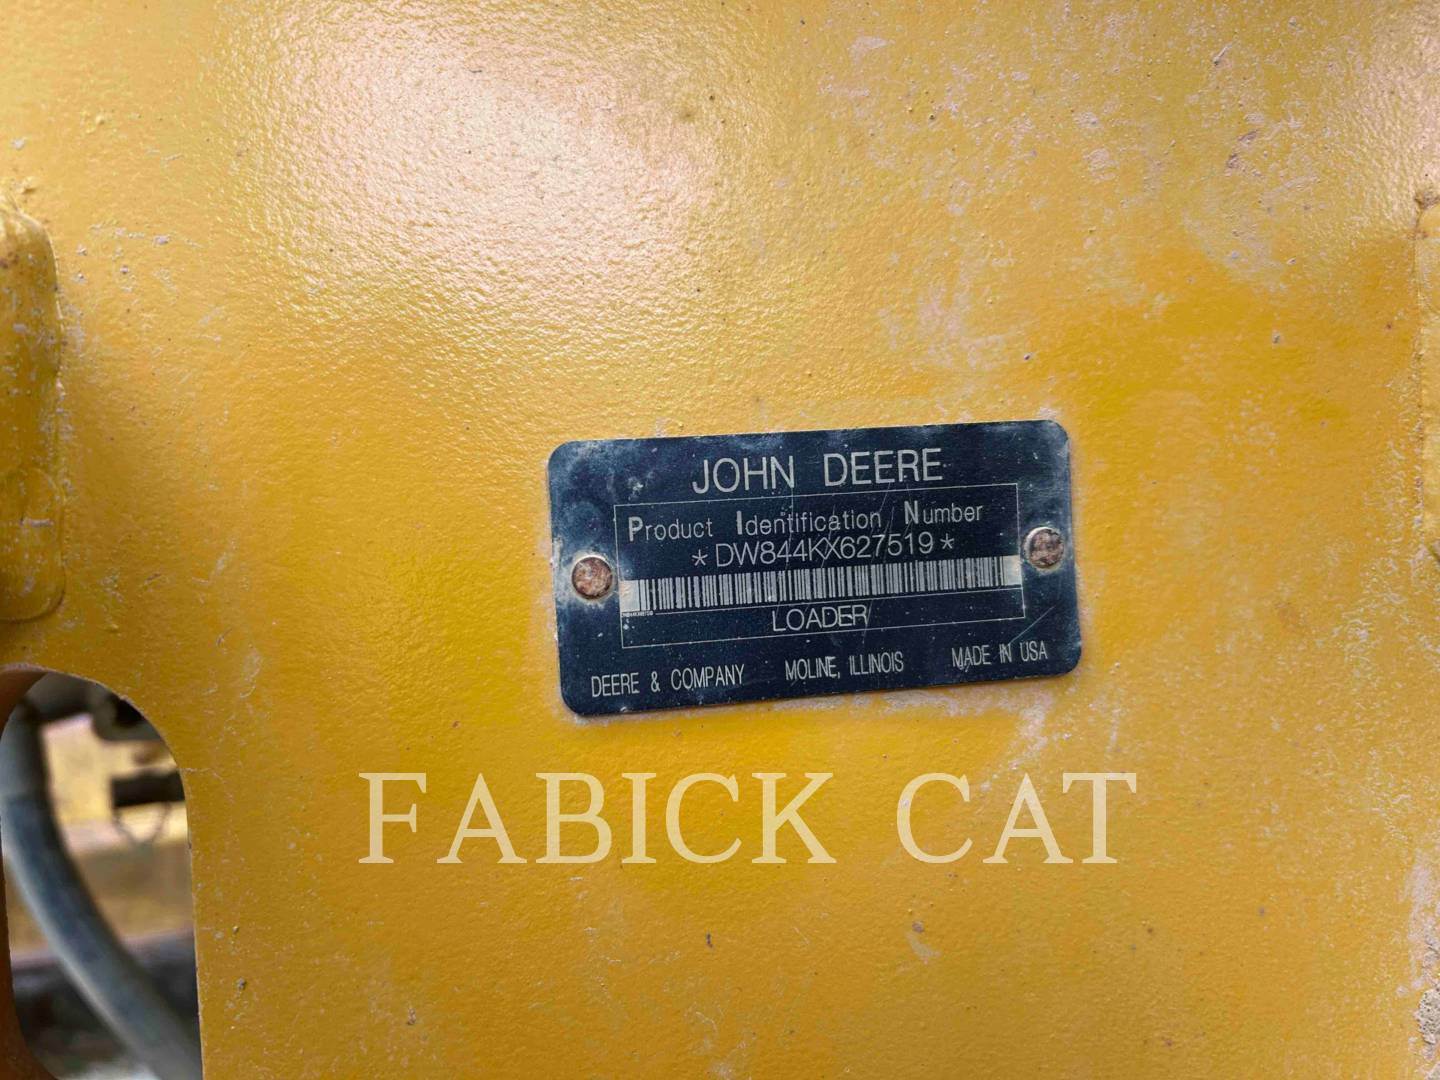 JOHN DEERE
Product Identification Number
*DW844KX627519*
LOADER
DEERE & COMPANY MOLINE, ILLINOIS MADE IN USA
FABICK CAT